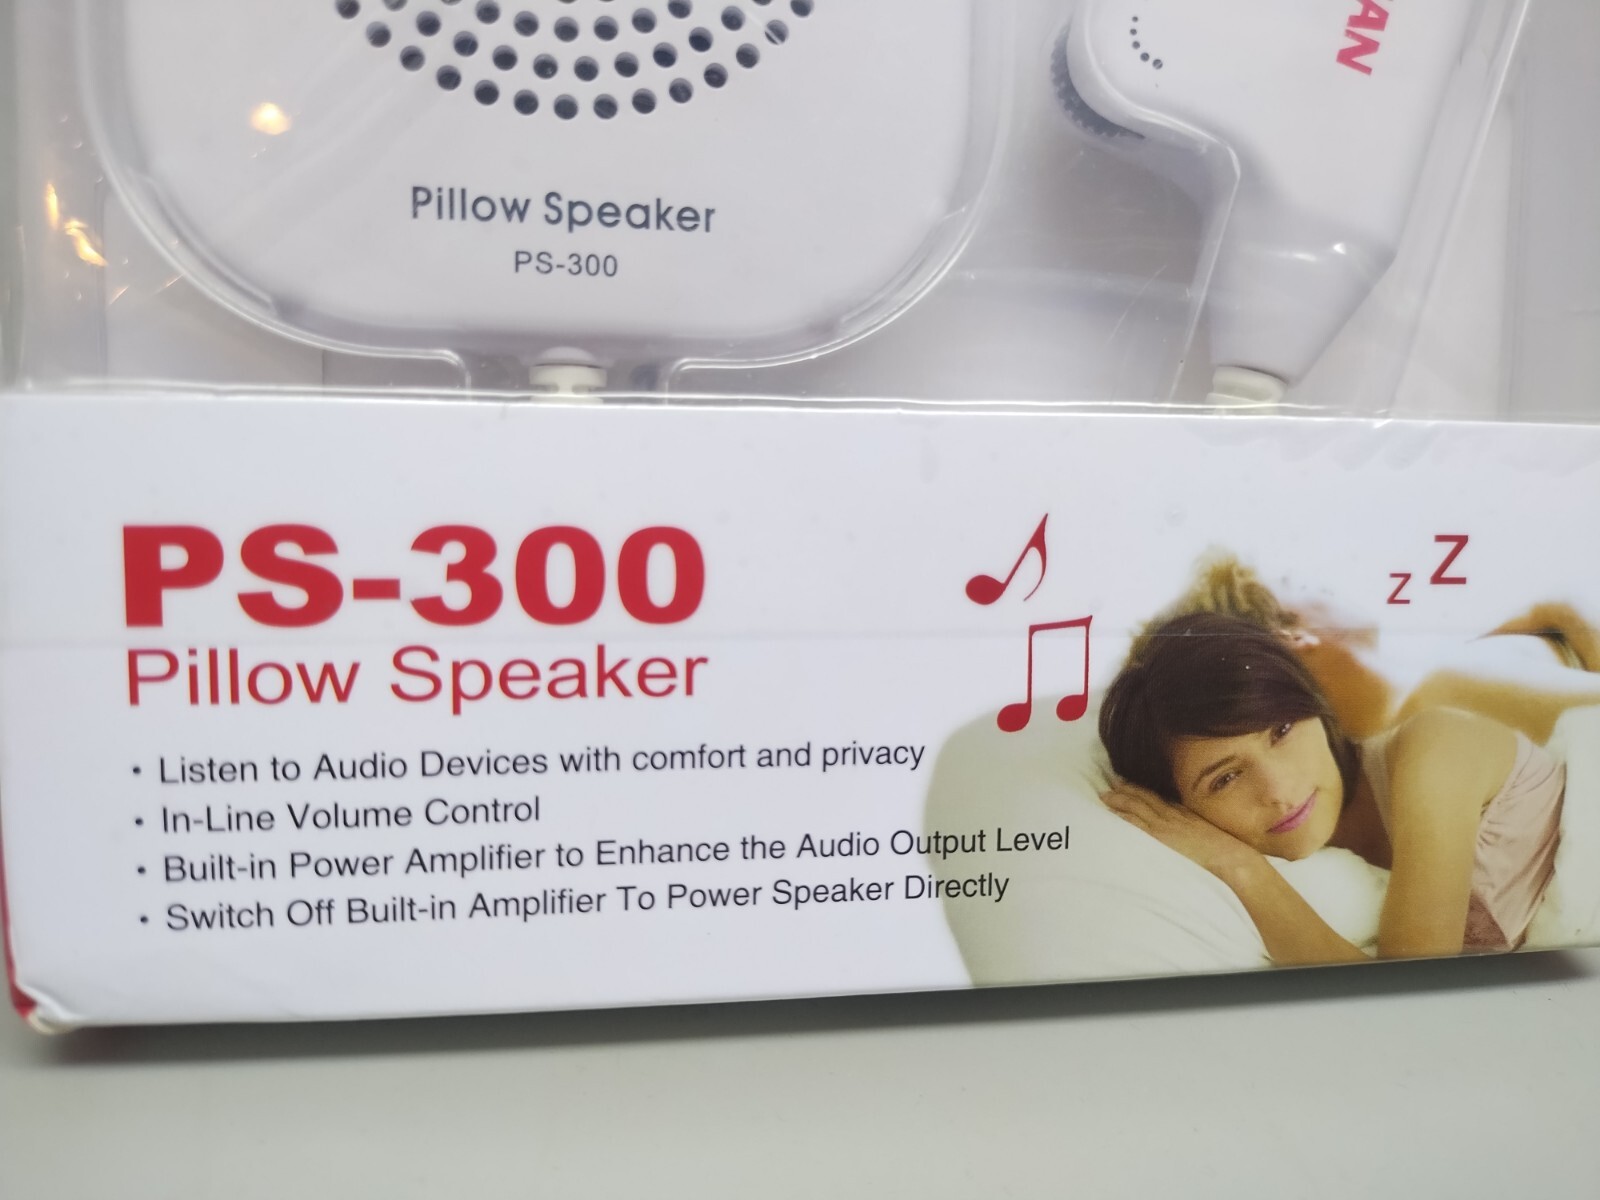 Pillow Speaker
PS-300
PS-300
Pillow Speaker
• Listen to Audio Devices with comfort and privacy
• In-Line Volume Control
• Built-in Power Amplifier to Enhance the Audio Output Level
• Switch Off Built-in Amplifier To Power Speaker Directly
z Z